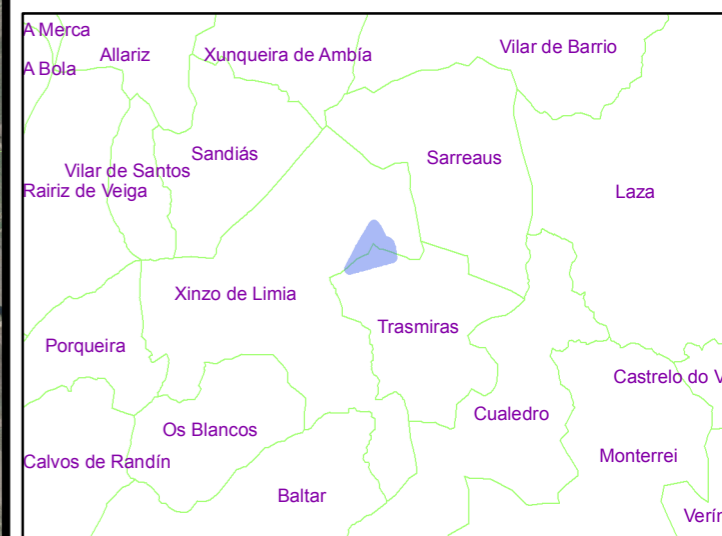 A Merca
Allariz
Xunqueira de Ambía
Vilar de Barrio
A Bola
Sandiás
Sarreaus
Vilar de Santos
Rairiz de Veiga
Laza
Xinzo de Limia
Trasmiras
Porqueira
Castrelo do V
Cualedro
Os Blancos
Monterrei
Calvos de Randín
Baltar
Verín